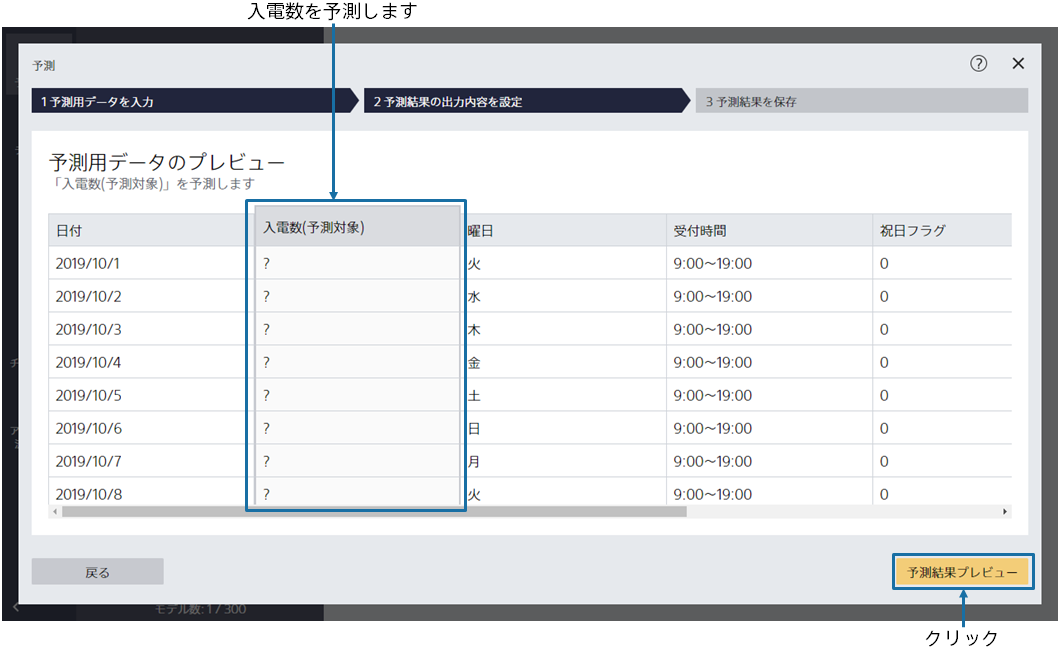 入電数を予測します
予測
1 予測用データを入力
2 予測結果の出力内容を設定
3 予測結果を保存
予測用データのプレビュー
「入電数(予測対象)」を予測します
日付 入電数(予測対象) 曜日 受付時間 祝日フラグ
2019/10/1 ? 火 9:00～19:00 0
2019/10/2 ? 水 9:00～19:00 0
2019/10/3 ? 木 9:00～19:00 0
2019/10/4 ? 金 9:00～19:00 0
2019/10/5 ? 土 9:00～19:00 0
2019/10/6 ? 日 9:00～19:00 0
2019/10/7 ? 月 9:00～19:00 0
2019/10/8 ? 火 9:00～19:00 0
戻る
予測結果プレビュー
モデル数: 1 / 300
クリック